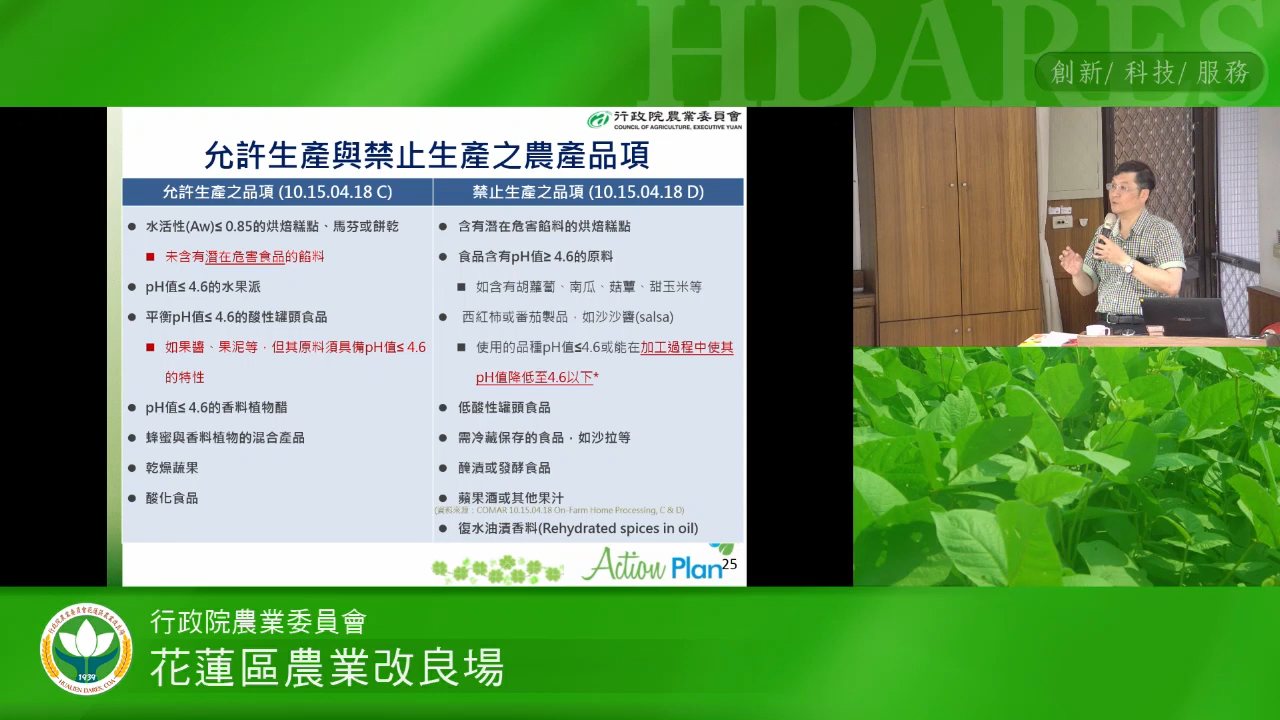 HDARES
創新/ 科技/ 服務
行政院農業委員會
COUNCIL OF AGRICULTURE, EXECUTIVE YUAN
允許生產與禁止生產之農產品項
允許生產之品項 (10.15.04.18 C)
● 水活性(Aw)≤ 0.85的烘焙糕點、馬芬或餅乾
■ 未含有潛在危害食品的餡料
● pH值≤ 4.6的水果派
● 平衡pH值≤ 4.6的酸性罐頭食品
■ 如果醬、果泥等，但其原料須具備pH值≤ 4.6
的特性
● pH值≤ 4.6的香料植物醋
● 蜂蜜與香料植物的混合產品
● 乾燥蔬果
● 酸化食品
禁止生產之品項 (10.15.04.18 D)
● 含有潛在危害餡料的烘焙糕點
● 食品含有pH值≥ 4.6的原料
■ 如含有胡蘿蔔、南瓜、菇蕈、甜玉米等
● 西紅柿或番茄製品，如沙沙醬(salsa)
■ 使用的品種pH值≤4.6或能在加工過程中使其
pH值降低至4.6以下*
● 低酸性罐頭食品
● 需冷藏保存的食品，如沙拉等
● 醃漬或發酵食品
● 蘋果酒或其他果汁
(資料來源：COMAR 10.15.04.18 On-Farm Home Processing, C & D)
● 復水油漬香料(Rehydrated spices in oil)
Action Plan
25
1939
HUALIEN DARES, COA
行政院農業委員會
花蓮區農業改良場